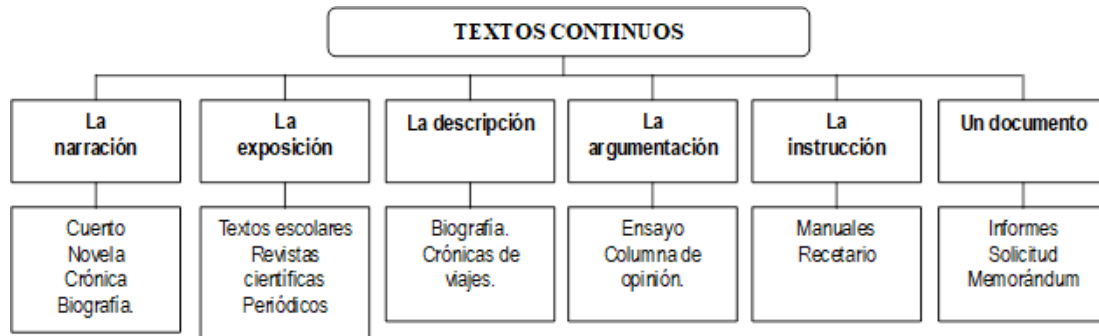 TEXTOS CONTINUOS
La
narración
La
exposición
La descripción
La
argumentación
La
instrucción
Un documento
Cuerto
Novela
Crónica
Biografía.
Textos escolares
Revistas
científicas
Periódicos
Biografía.
Crónicas de
viajes.
Ensayo
Columna de
opinión.
Manuales
Recetario
Informes
Solicitud
Memorándum